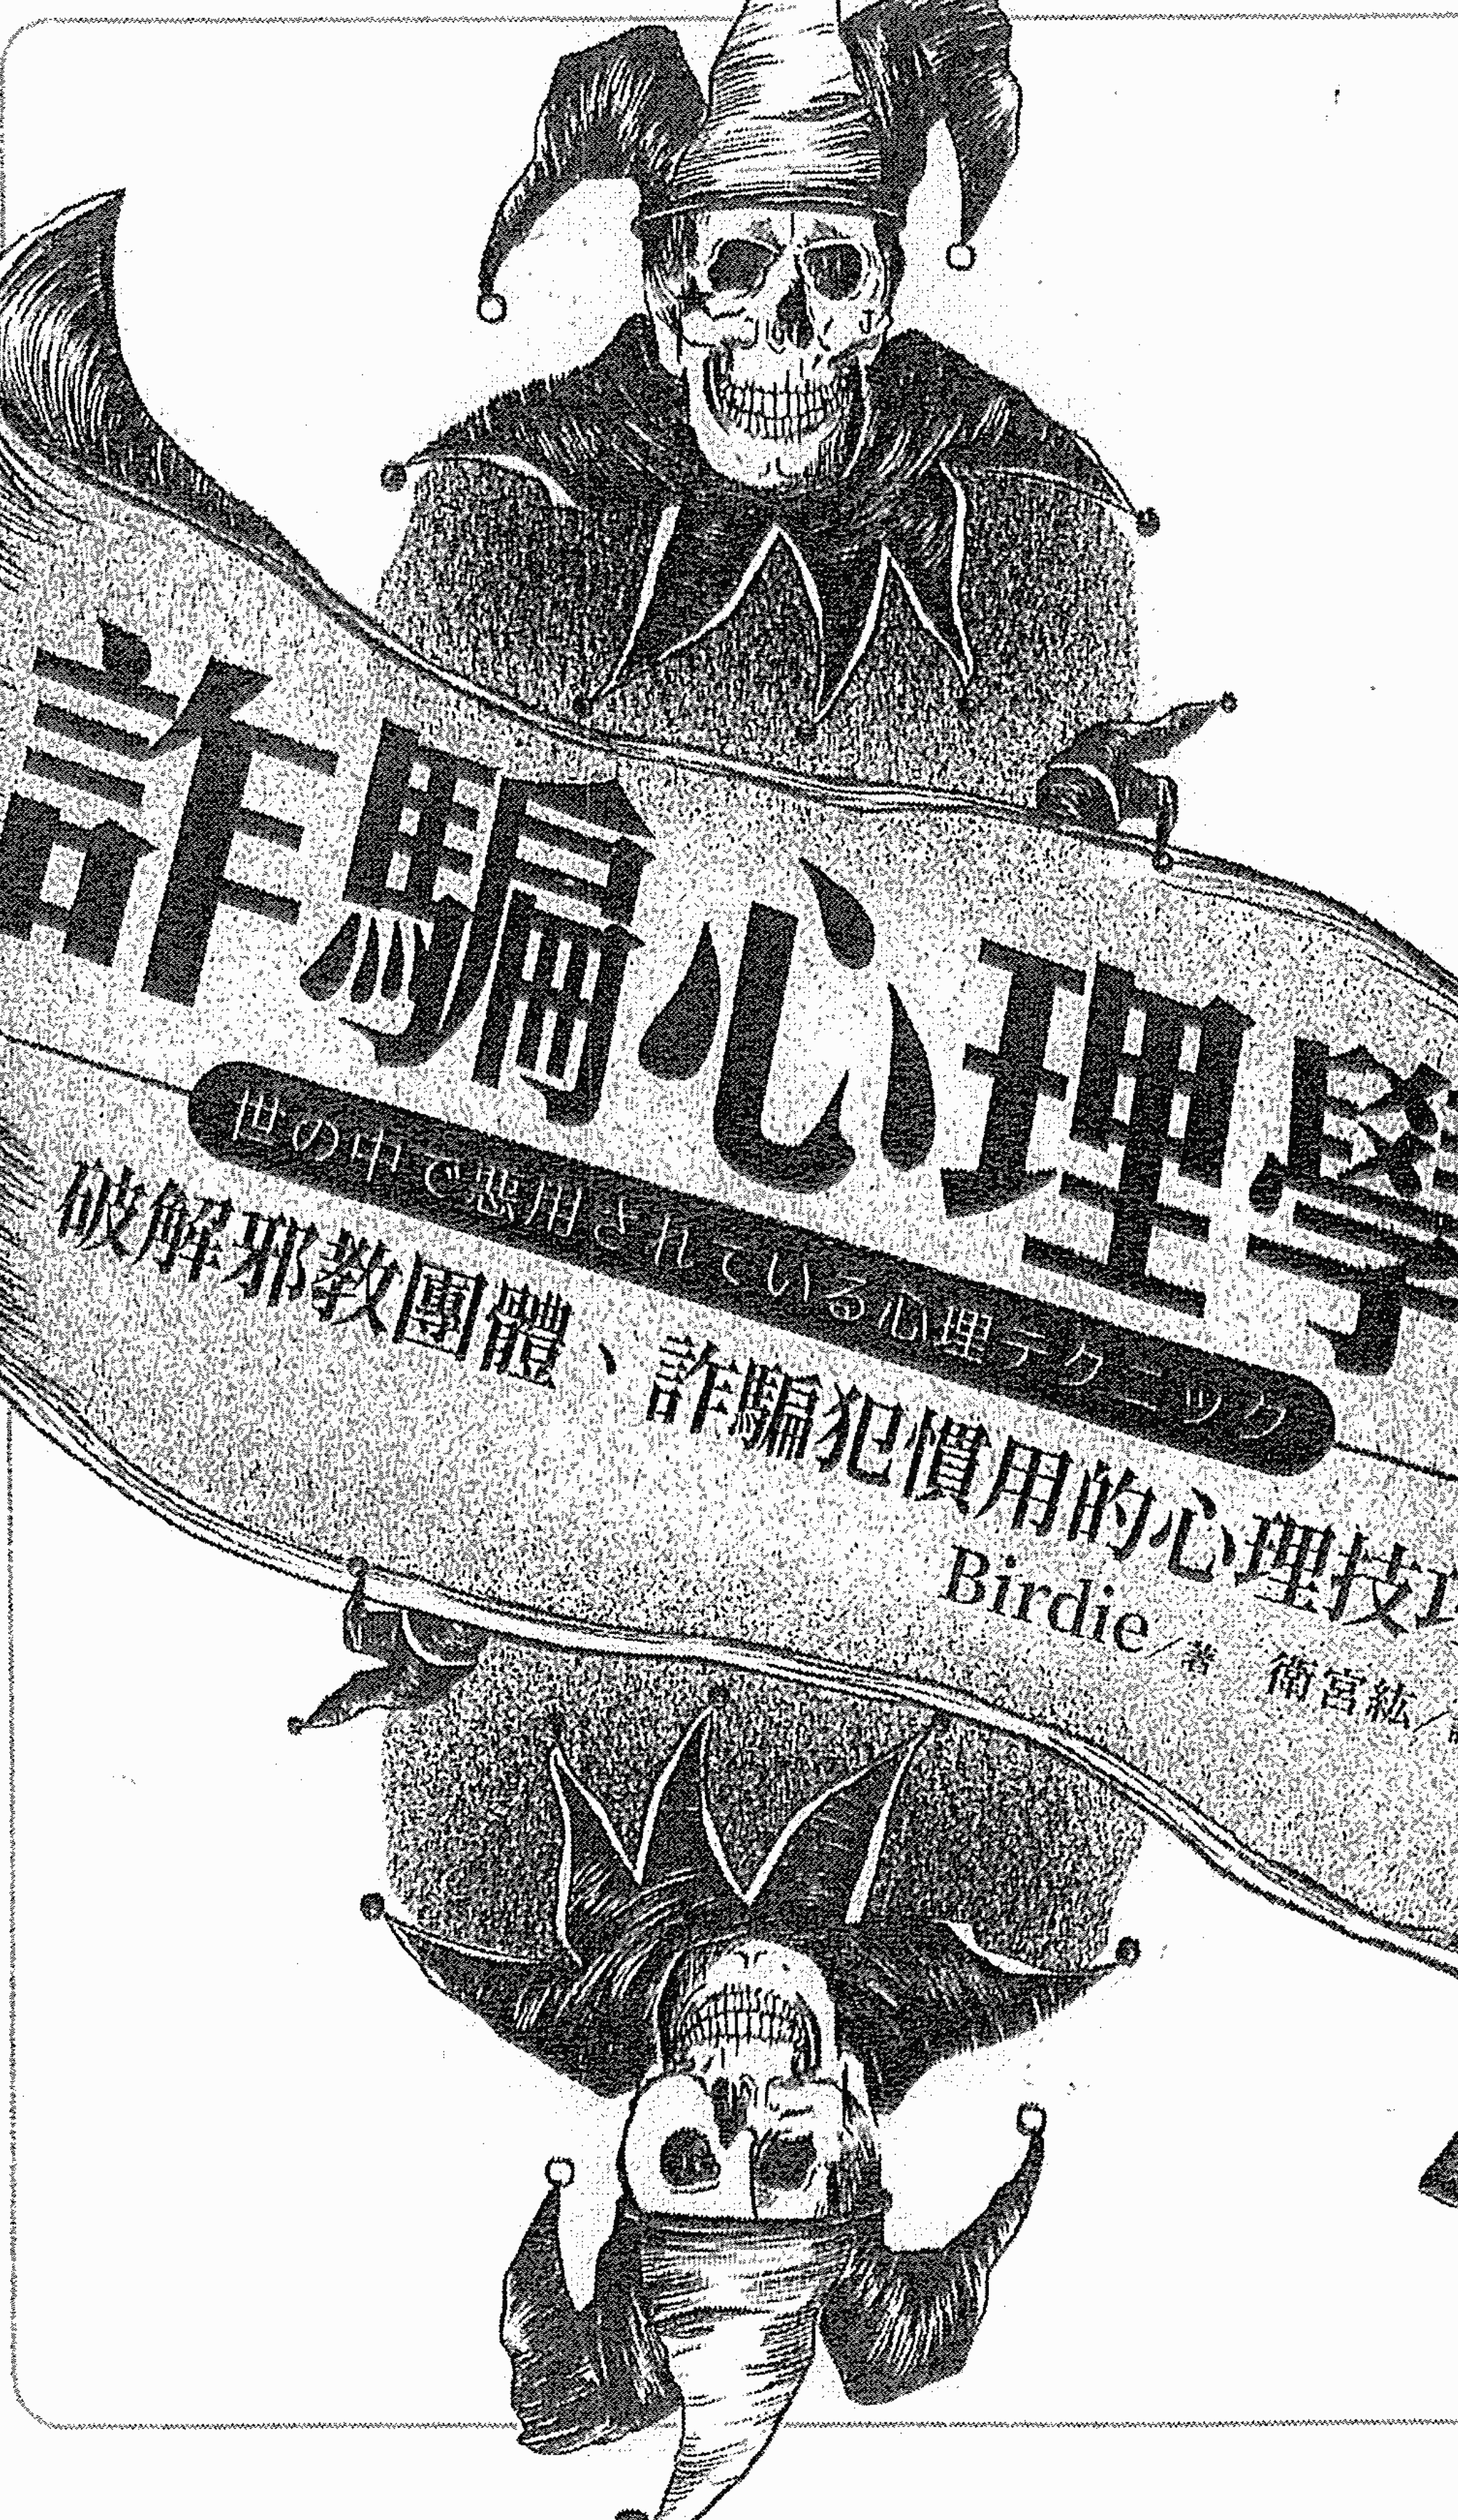 詐騙心理學
世の中で悪用されている心理テクニック
破解邪教團體、詐騙犯慣用的心理技巧
Birdie/著 衛宮紘/